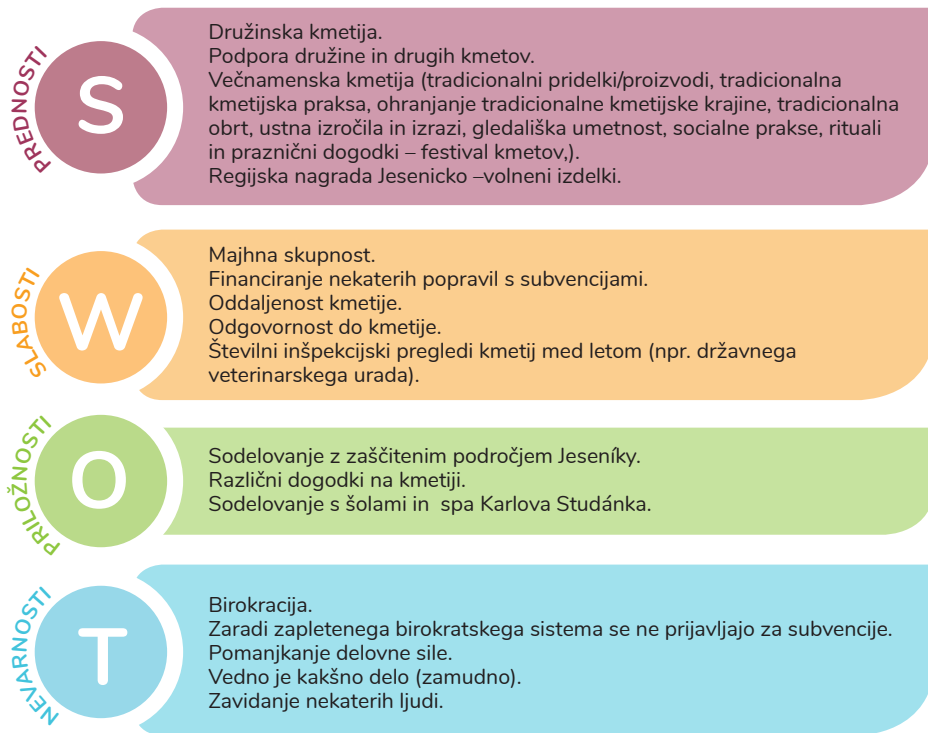 PREDNOSTI
S
Družinska kmetija.
Podpora družine in drugih kmetov.
Večnamenska kmetija (tradicionalni pridelki/proizvodi, tradicionalna
kmetijska praksa, ohranjanje tradicionalne kmetijske krajine, tradicionalna
obrt, ustna izročila in izrazi, gledališka umetnost, socialne prakse, rituali
in praznični dogodki – festival kmetov,).
Regijska nagrada Jesenicko –volneni izdelki.
SLABOSTI
W
Majhna skupnost.
Financiranje nekaterih popravil s subvencijami.
Oddaljenost kmetije.
Odgovornost do kmetije.
Številni inšpekcijski pregledi kmetij med letom (npr. državnega
veterinarskega urada).
PRILOŽNOSTI
O
Sodelovanje z zaščitenim področjem Jeseníky.
Različni dogodki na kmetiji.
Sodelovanje s šolami in  spa Karlova Studánka.
NEVARNOSTI
T
Birokracija.
Zaradi zapletenega birokratskega sistema se ne prijavljajo za subvencije.
Pomanjkanje delovne sile.
Vedno je kakšno delo (zamudno).
Zavidanje nekaterih ljudi.